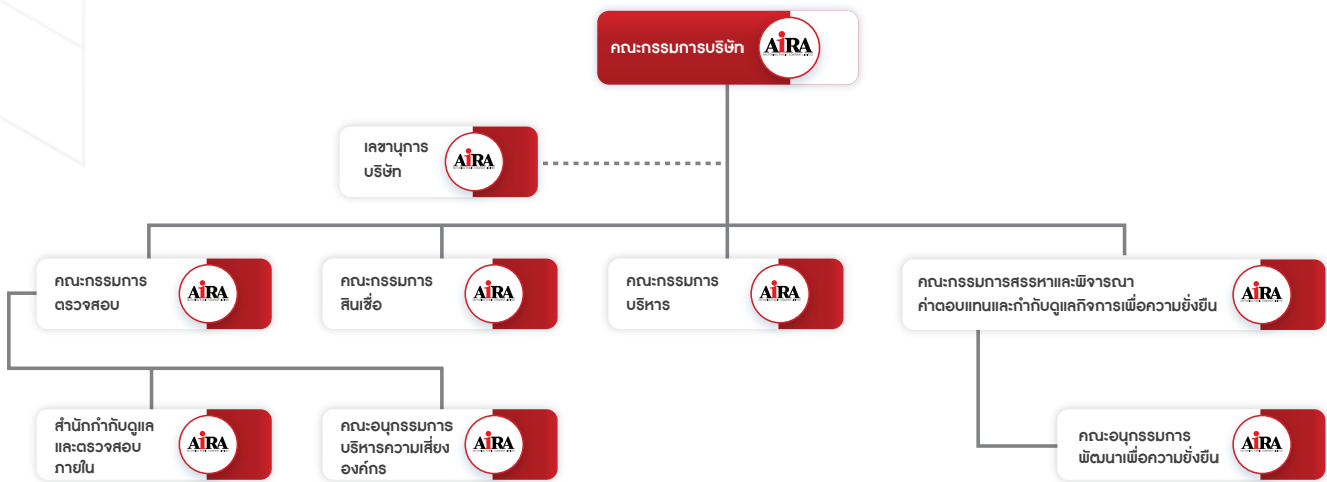 คณะกรรมการบริษัท
AiRA
เลขานุการ
บริษัท
AiRA
คณะกรรมการ
ตรวจสอบ
AiRA
คณะกรรมการ
สินเชื่อ
AiRA
คณะกรรมการ
บริหาร
AiRA
คณะกรรมการสรรหาและพิจารณา
ค่าตอบแทนและกำกับดูแลกิจการเพื่อความยั่งยืน
AiRA
สำนักกำกับดูแล
และตรวจสอบ
ภายใน
AiRA
คณะอนุกรรมการ
บริหารความเสี่ยง
องค์กร
AiRA
คณะอนุกรรมการ
พัฒนาเพื่อความยั่งยืน
AiRA